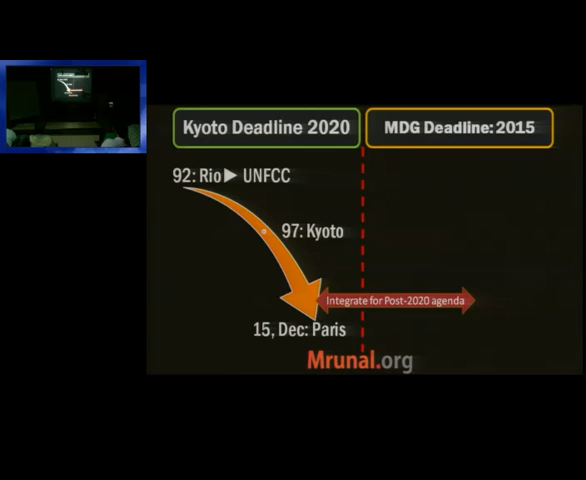 Kyoto Deadline 2020
MDG Deadline: 2015
92: Rio▶ UNFCC
97: Kyoto
Integrate for Post-2020 agenda
15, Dec: Paris
Mrunal.org